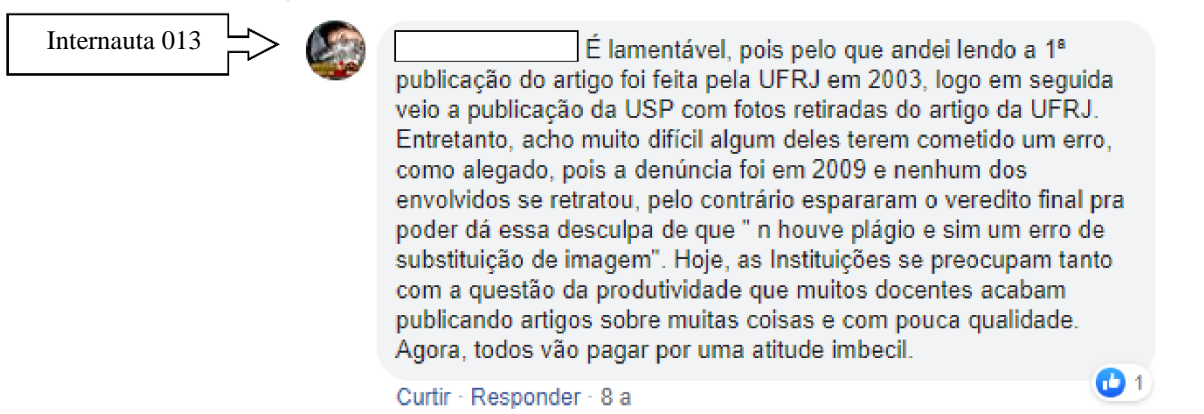 Internauta 013
É lamentável, pois pelo que andei lendo a 1ª
publicação do artigo foi feita pela UFRJ em 2003, logo em seguida
veio a publicação da USP com fotos retiradas do artigo da UFRJ.
Entretanto, acho muito difícil algum deles terem cometido um erro,
como alegado, pois a denúncia foi em 2009 e nenhum dos
envolvidos se retratou, pelo contrário espararam o veredito final pra
poder dá essa desculpa de que " n houve plágio e sim um erro de
substituição de imagem". Hoje, as Instituições se preocupam tanto
com a questão da produtividade que muitos docentes acabam
publicando artigos sobre muitas coisas e com pouca qualidade.
Agora, todos vão pagar por uma atitude imbecil.
1
Curtir · Responder · 8 a